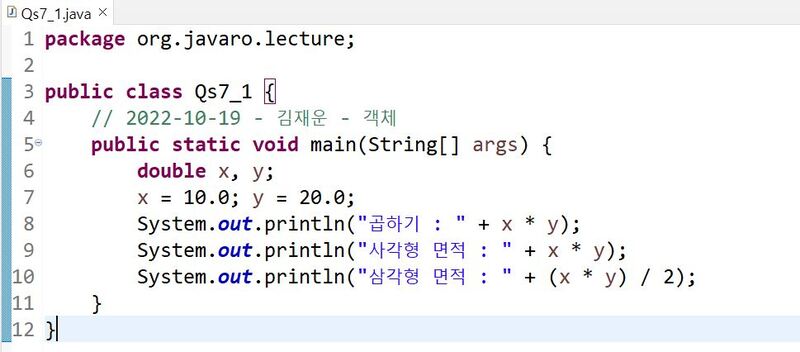 Qs7_1.java
1 package org.javaro.lecture;
2
3 public class Qs7_1 {
4     // 2022-10-19 - 김재운 - 객체
5     public static void main(String[] args) {
6         double x, y;
7         x = 10.0; y = 20.0;
8         System.out.println("곱하기 : " + x * y);
9         System.out.println("사각형 면적 : " + x * y);
10         System.out.println("삼각형 면적 : " + (x * y) / 2);
11     }
12 }